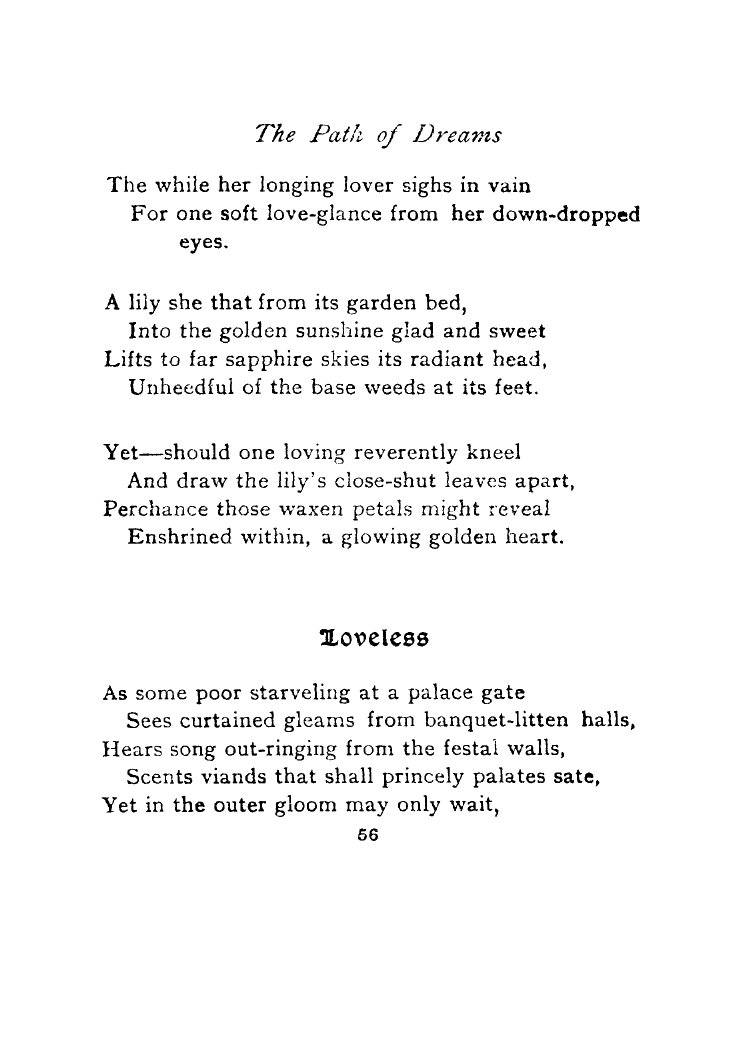 The Path of Dreams
The while her longing lover sighs in vain
For one soft love-glance from her down-dropped
eyes.
A lily she that from its garden bed,
Into the golden sunshine glad and sweet
Lifts to far sapphire skies its radiant head,
Unheedful of the base weeds at its feet.
Yet—should one loving reverently kneel
And draw the lily's close-shut leaves apart,
Perchance those waxen petals might reveal
Enshrined within, a glowing golden heart.
Loveless
As some poor starveling at a palace gate
Sees curtained gleams from banquet-litten halls,
Hears song out-ringing from the festal walls,
Scents viands that shall princely palates sate,
Yet in the outer gloom may only wait,
56